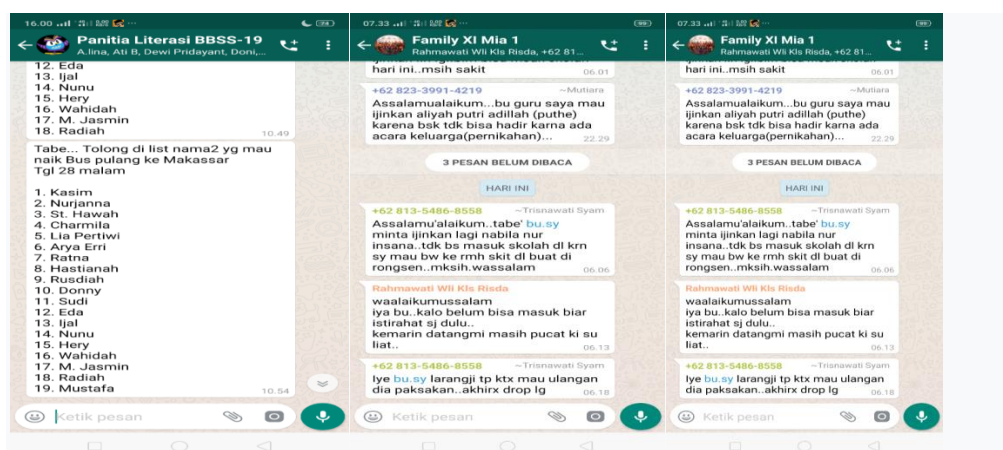 16.00
Panitia Literasi BBSS-19
A.lina, Ati B, Dewi Pridayant, Doni,...
12. Eda
13. Ijal
14. Nunu
15. Hery
16. Wahidah
17. M. Jasmin
18. Radiah
10.49
Tabe... Tolong di list nama2 yg mau
naik Bus pulang ke Makassar
Tgl 28 malam
1. Kasim
2. Nurjanna
3. St. Hawah
4. Charmila
5. Lia Pertiwi
6. Arya Erri
7. Ratna
8. Hastianah
9. Rusdiah
10. Donny
11. Sudi
12. Eda
13. Ijal
14. Nunu
15. Hery
16. Wahidah
17. M. Jasmin
18. Radiah
19. Mustafa
10.54
Ketik pesan
07.33
Family XI Mia 1
Rahmawati Wli Kls Risda, +62 81...
hari ini..msih sakit
06.01
+62 823-3991-4219 ~Mutiara
Assalamualaikum...bu guru saya mau
ijinkan aliyah putri adillah (puthe)
karena bsk tdk bisa hadir karna ada
acara keluarga(pernikahan)...
22.29
3 PESAN BELUM DIBACA
HARI INI
+62 813-5486-8558 ~Trisnawati Syam
Assalamu'alaikum..tabe' bu.sy
minta ijinkan lagi nabila nur
insana..tdk bs masuk skolah dl krn
sy mau bw ke rmh skit dl buat di
rongsen..mksih.wassalam
06.06
Rahmawati Wli Kls Risda
waalaikumussalam
iya bu..kalo belum bisa masuk biar
istirahat sj dulu..
kemarin datangmi masih pucat ki su
liat..
06.13
+62 813-5486-8558 ~Trisnawati Syam
Iye bu.sy larangji tp ktx mau ulangan
dia paksakan..akhirx drop lg
06.18
Ketik pesan
07.33
Family XI Mia 1
Rahmawati Wli Kls Risda, +62 81...
hari ini..msih sakit
06.01
+62 823-3991-4219 ~Mutiara
Assalamualaikum...bu guru saya mau
ijinkan aliyah putri adillah (puthe)
karena bsk tdk bisa hadir karna ada
acara keluarga(pernikahan)...
22.29
3 PESAN BELUM DIBACA
HARI INI
+62 813-5486-8558 ~Trisnawati Syam
Assalamu'alaikum..tabe' bu.sy
minta ijinkan lagi nabila nur
insana..tdk bs masuk skolah dl krn
sy mau bw ke rmh skit dl buat di
rongsen..mksih.wassalam
06.06
Rahmawati Wli Kls Risda
waalaikumussalam
iya bu..kalo belum bisa masuk biar
istirahat sj dulu..
kemarin datangmi masih pucat ki su
liat..
06.13
+62 813-5486-8558 ~Trisnawati Syam
Iye bu.sy larangji tp ktx mau ulangan
dia paksakan..akhirx drop lg
06.18
Ketik pesan